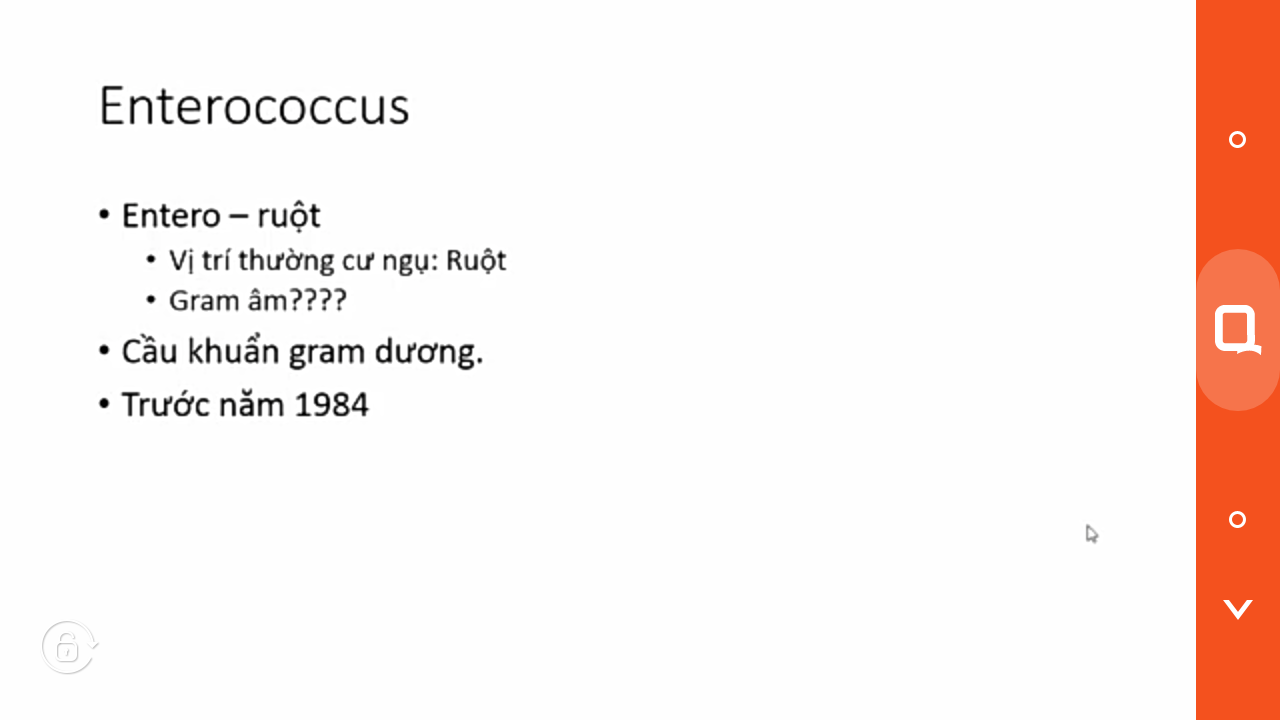 Enterococcus
• Entero – ruột
• Vị trí thường cư ngụ: Ruột
• Gram âm????
• Cầu khuẩn gram dương.
• Trước năm 1984